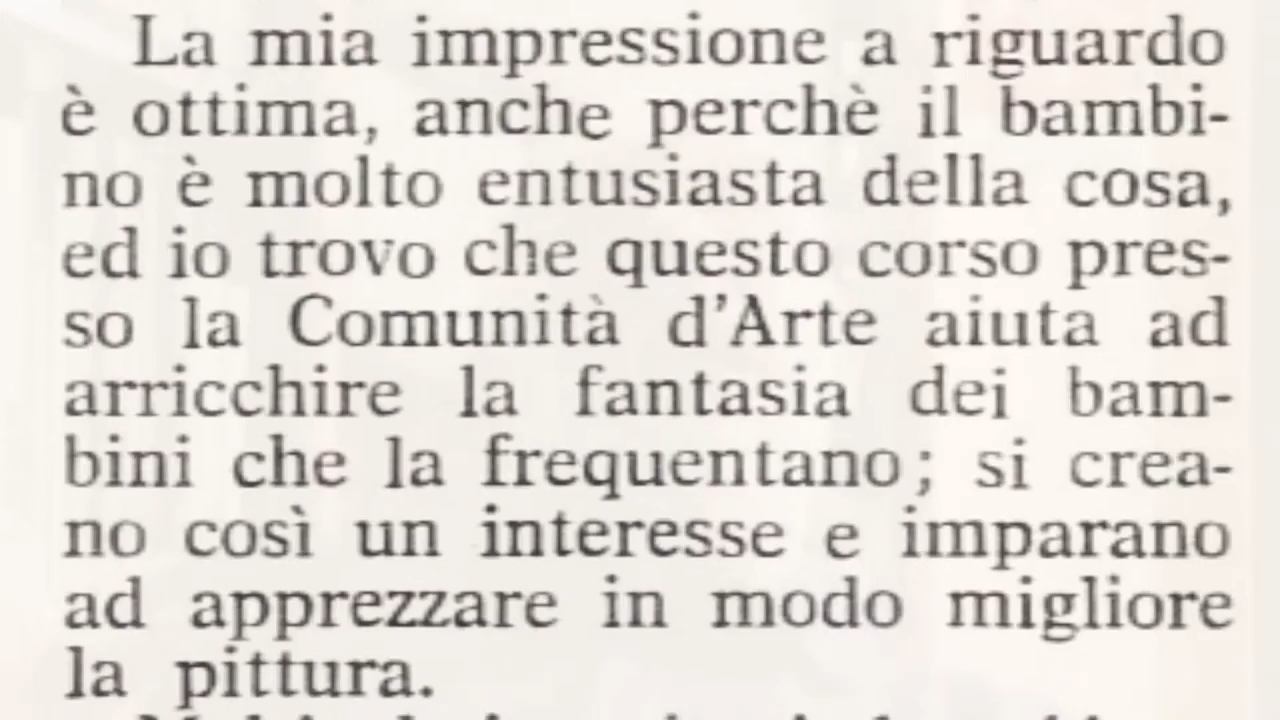 La mia impressione a riguardo
è ottima, anche perchè il bambi-
no è molto entusiasta della cosa,
ed io trovo che questo corso pres-
so la Comunità d'Arte aiuta ad
arricchire la fantasia dei bam-
bini che la frequentano; si crea-
no così un interesse e imparano
ad apprezzare in modo migliore
la pittura.